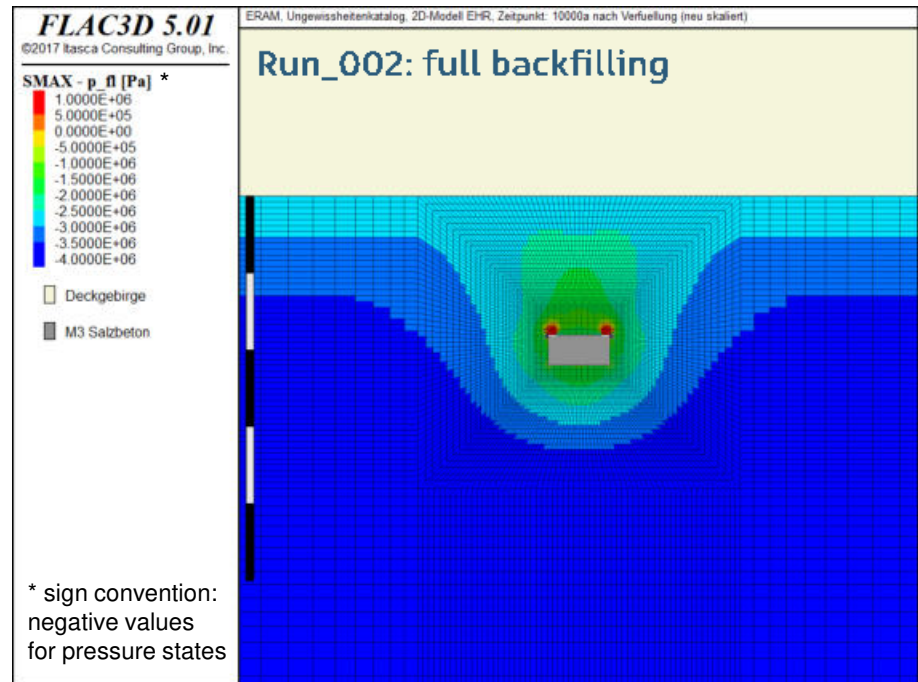 FLAC3D 5.01
©2017 Itasca Consulting Group, Inc.
SMAX - p_fl [Pa] *
1.0000E+06
5.0000E+05
0.0000E+00
-5.0000E+05
-1.0000E+06
-1.5000E+06
-2.0000E+06
-2.5000E+06
-3.0000E+06
-3.5000E+06
-4.0000E+06
Deckgebirge
M3 Salzbeton
* sign convention:
negative values
for pressure states
ERAM, Ungewissheitenkatalog, 2D-Modell EHR, Zeitpunkt: 10000a nach Verfuellung (neu skaliert)
Run_002: full backfilling